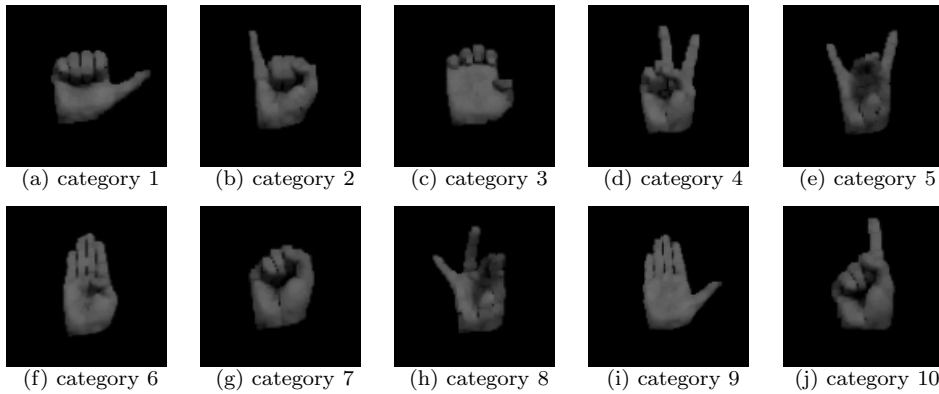 (a) category 1
(b) category 2
(c) category 3
(d) category 4
(e) category 5
(f) category 6
(g) category 7
(h) category 8
(i) category 9
(j) category 10